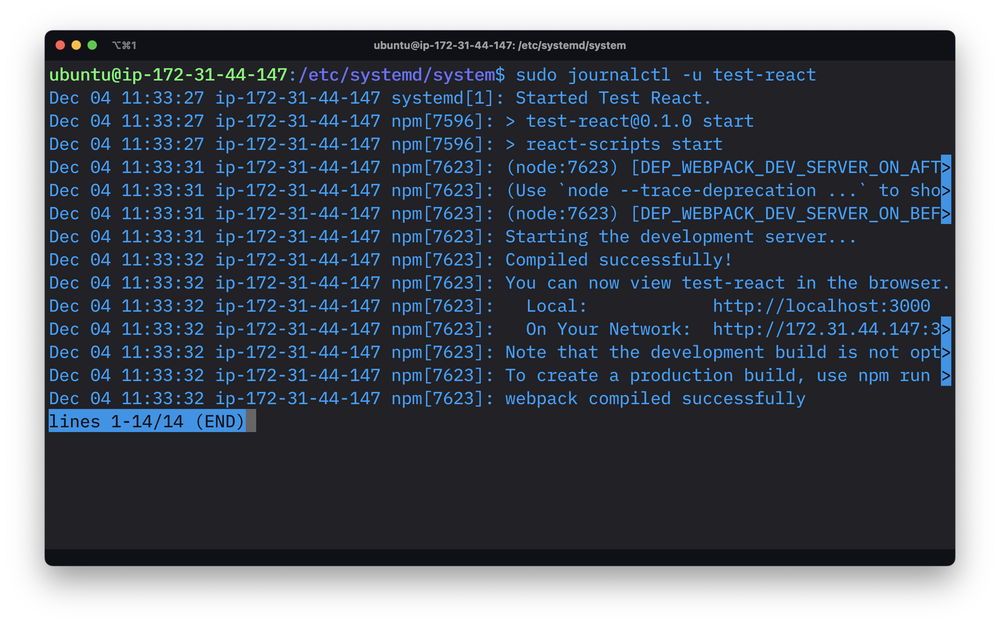 ⌥⌘1
ubuntu@ip-172-31-44-147: /etc/systemd/system
ubuntu@ip-172-31-44-147:/etc/systemd/system$ sudo journalctl -u test-react
Dec 04 11:33:27 ip-172-31-44-147 systemd[1]: Started Test React.
Dec 04 11:33:27 ip-172-31-44-147 npm[7596]: > test-react@0.1.0 start
Dec 04 11:33:27 ip-172-31-44-147 npm[7596]: > react-scripts start
Dec 04 11:33:31 ip-172-31-44-147 npm[7623]: (node:7623) [DEP_WEBPACK_DEV_SERVER_ON_AFT>
Dec 04 11:33:31 ip-172-31-44-147 npm[7623]: (Use `node --trace-deprecation ...` to sho>
Dec 04 11:33:31 ip-172-31-44-147 npm[7623]: (node:7623) [DEP_WEBPACK_DEV_SERVER_ON_BEF>
Dec 04 11:33:31 ip-172-31-44-147 npm[7623]: Starting the development server...
Dec 04 11:33:32 ip-172-31-44-147 npm[7623]: Compiled successfully!
Dec 04 11:33:32 ip-172-31-44-147 npm[7623]: You can now view test-react in the browser.
Dec 04 11:33:32 ip-172-31-44-147 npm[7623]:   Local:            http://localhost:3000
Dec 04 11:33:32 ip-172-31-44-147 npm[7623]:   On Your Network:  http://172.31.44.147:3>
Dec 04 11:33:32 ip-172-31-44-147 npm[7623]: Note that the development build is not opt>
Dec 04 11:33:32 ip-172-31-44-147 npm[7623]: To create a production build, use npm run >
Dec 04 11:33:32 ip-172-31-44-147 npm[7623]: webpack compiled successfully
lines 1-14/14 (END)